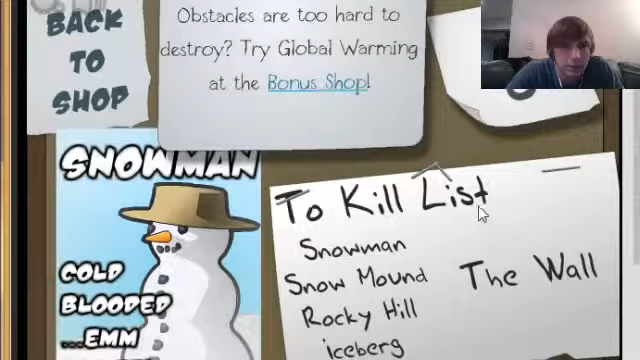 BACK
TO
SHOP
Obstacles are too hard to
destroy? Try Global Warming
at the Bonus Shop!
SNOWMAN
COLD
BLOODED
...EMM
To Kill List
Snowman
Snow Mound
Rocky Hill
iceberg
The Wall